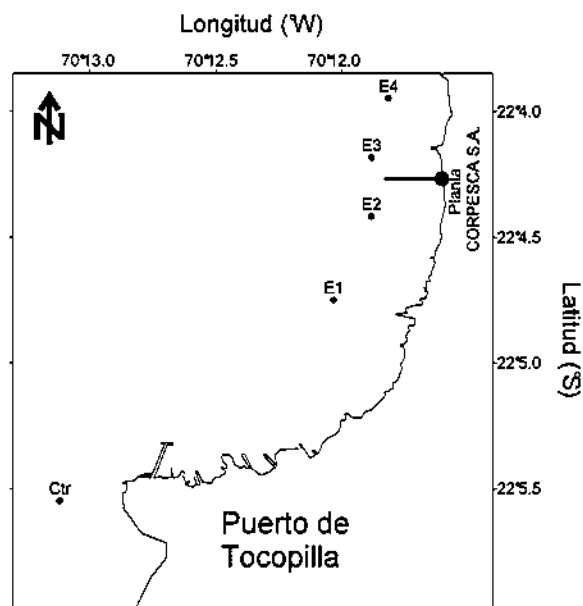 Longitud (°W)
70°13.0 70°12.5 70°12.0
E4
22°4.0
N
E3
Planta
CORPESCA S.A.
E2
22°4.5
E1
Latitud (°S)
22°5.0
Ctr
22°5.5
Puerto de
Tocopilla